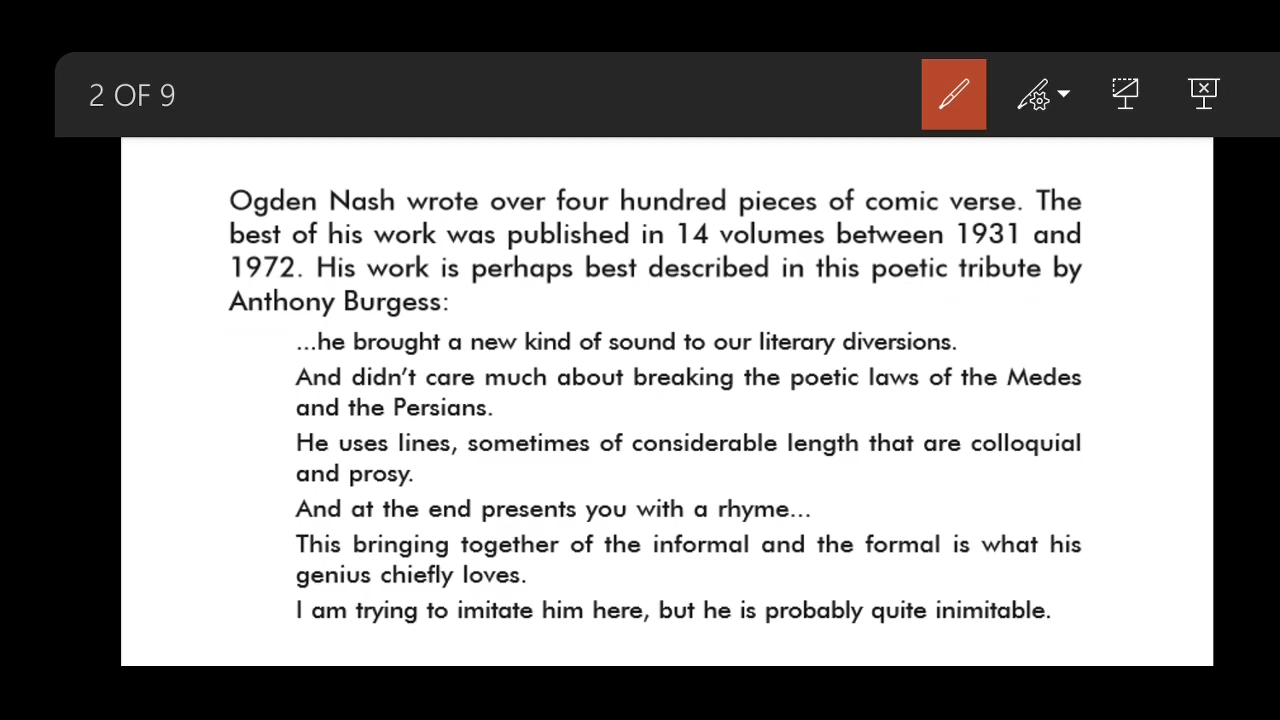 2 OF 9
Ogden Nash wrote over four hundred pieces of comic verse. The
best of his work was published in 14 volumes between 1931 and
1972. His work is perhaps best described in this poetic tribute by
Anthony Burgess:
...he brought a new kind of sound to our literary diversions.
And didn't care much about breaking the poetic laws of the Medes
and the Persians.
He uses lines, sometimes of considerable length that are colloquial
and prosy.
And at the end presents you with a rhyme...
This bringing together of the informal and the formal is what his
genius chiefly loves.
I am trying to imitate him here, but he is probably quite inimitable.